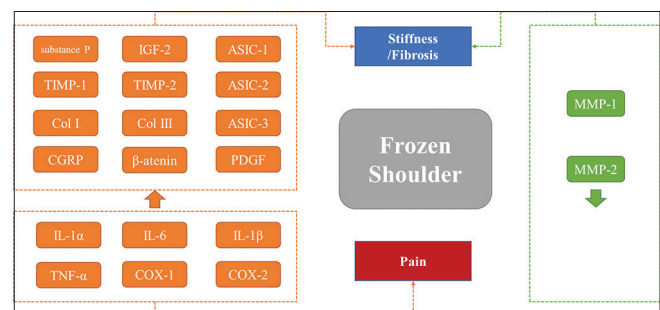 substance P
IGF-2
ASIC-1
TIMP-1
TIMP-2
ASIC-2
Col I
Col III
ASIC-3
CGRP
β-atenin
PDGF
IL-1α
IL-6
IL-1β
TNF-α
COX-1
COX-2
Stiffness
/Fibrosis
Frozen
Shoulder
Pain
MMP-1
MMP-2